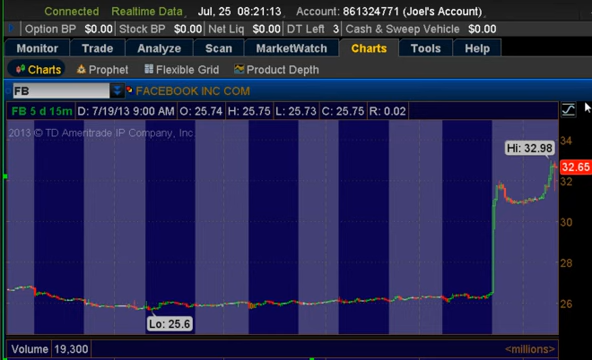 Connected Realtime Data Jul, 25 08:21:13 Account: 861324771 (Joel's Account)
Option BP $0.00 Stock BP $0.00 Net Liq $0.00 DT Left 3 Cash & Sweep Vehicle $0.00
Monitor Trade Analyze Scan MarketWatch Charts Tools Help
Charts Prophet Flexible Grid Product Depth
FB FACEBOOK INC COM
FB 5 d 15m D: 7/19/13 9:00 AM O: 25.74 H: 25.75 L: 25.73 C: 25.75 R: 0.02
2013 © TD Ameritrade IP Company, Inc.
34
Hi: 32.98
32.65
32
30
28
26
Lo: 25.6
Volume 19,300 <millions>